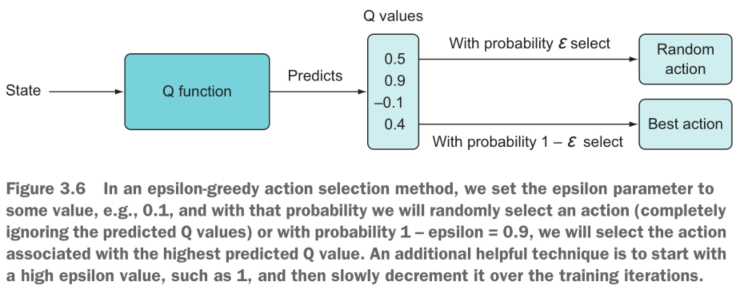 Q values
State
Q function
Predicts
0.5
0.9
–0.1
0.4
With probability ℇ select
Random
action
With probability 1 – ℇ select
Best action
Figure 3.6 In an epsilon-greedy action selection method, we set the epsilon parameter to
some value, e.g., 0.1, and with that probability we will randomly select an action (completely
ignoring the predicted Q values) or with probability 1 – epsilon = 0.9, we will select the action
associated with the highest predicted Q value. An additional helpful technique is to start with
a high epsilon value, such as 1, and then slowly decrement it over the training iterations.